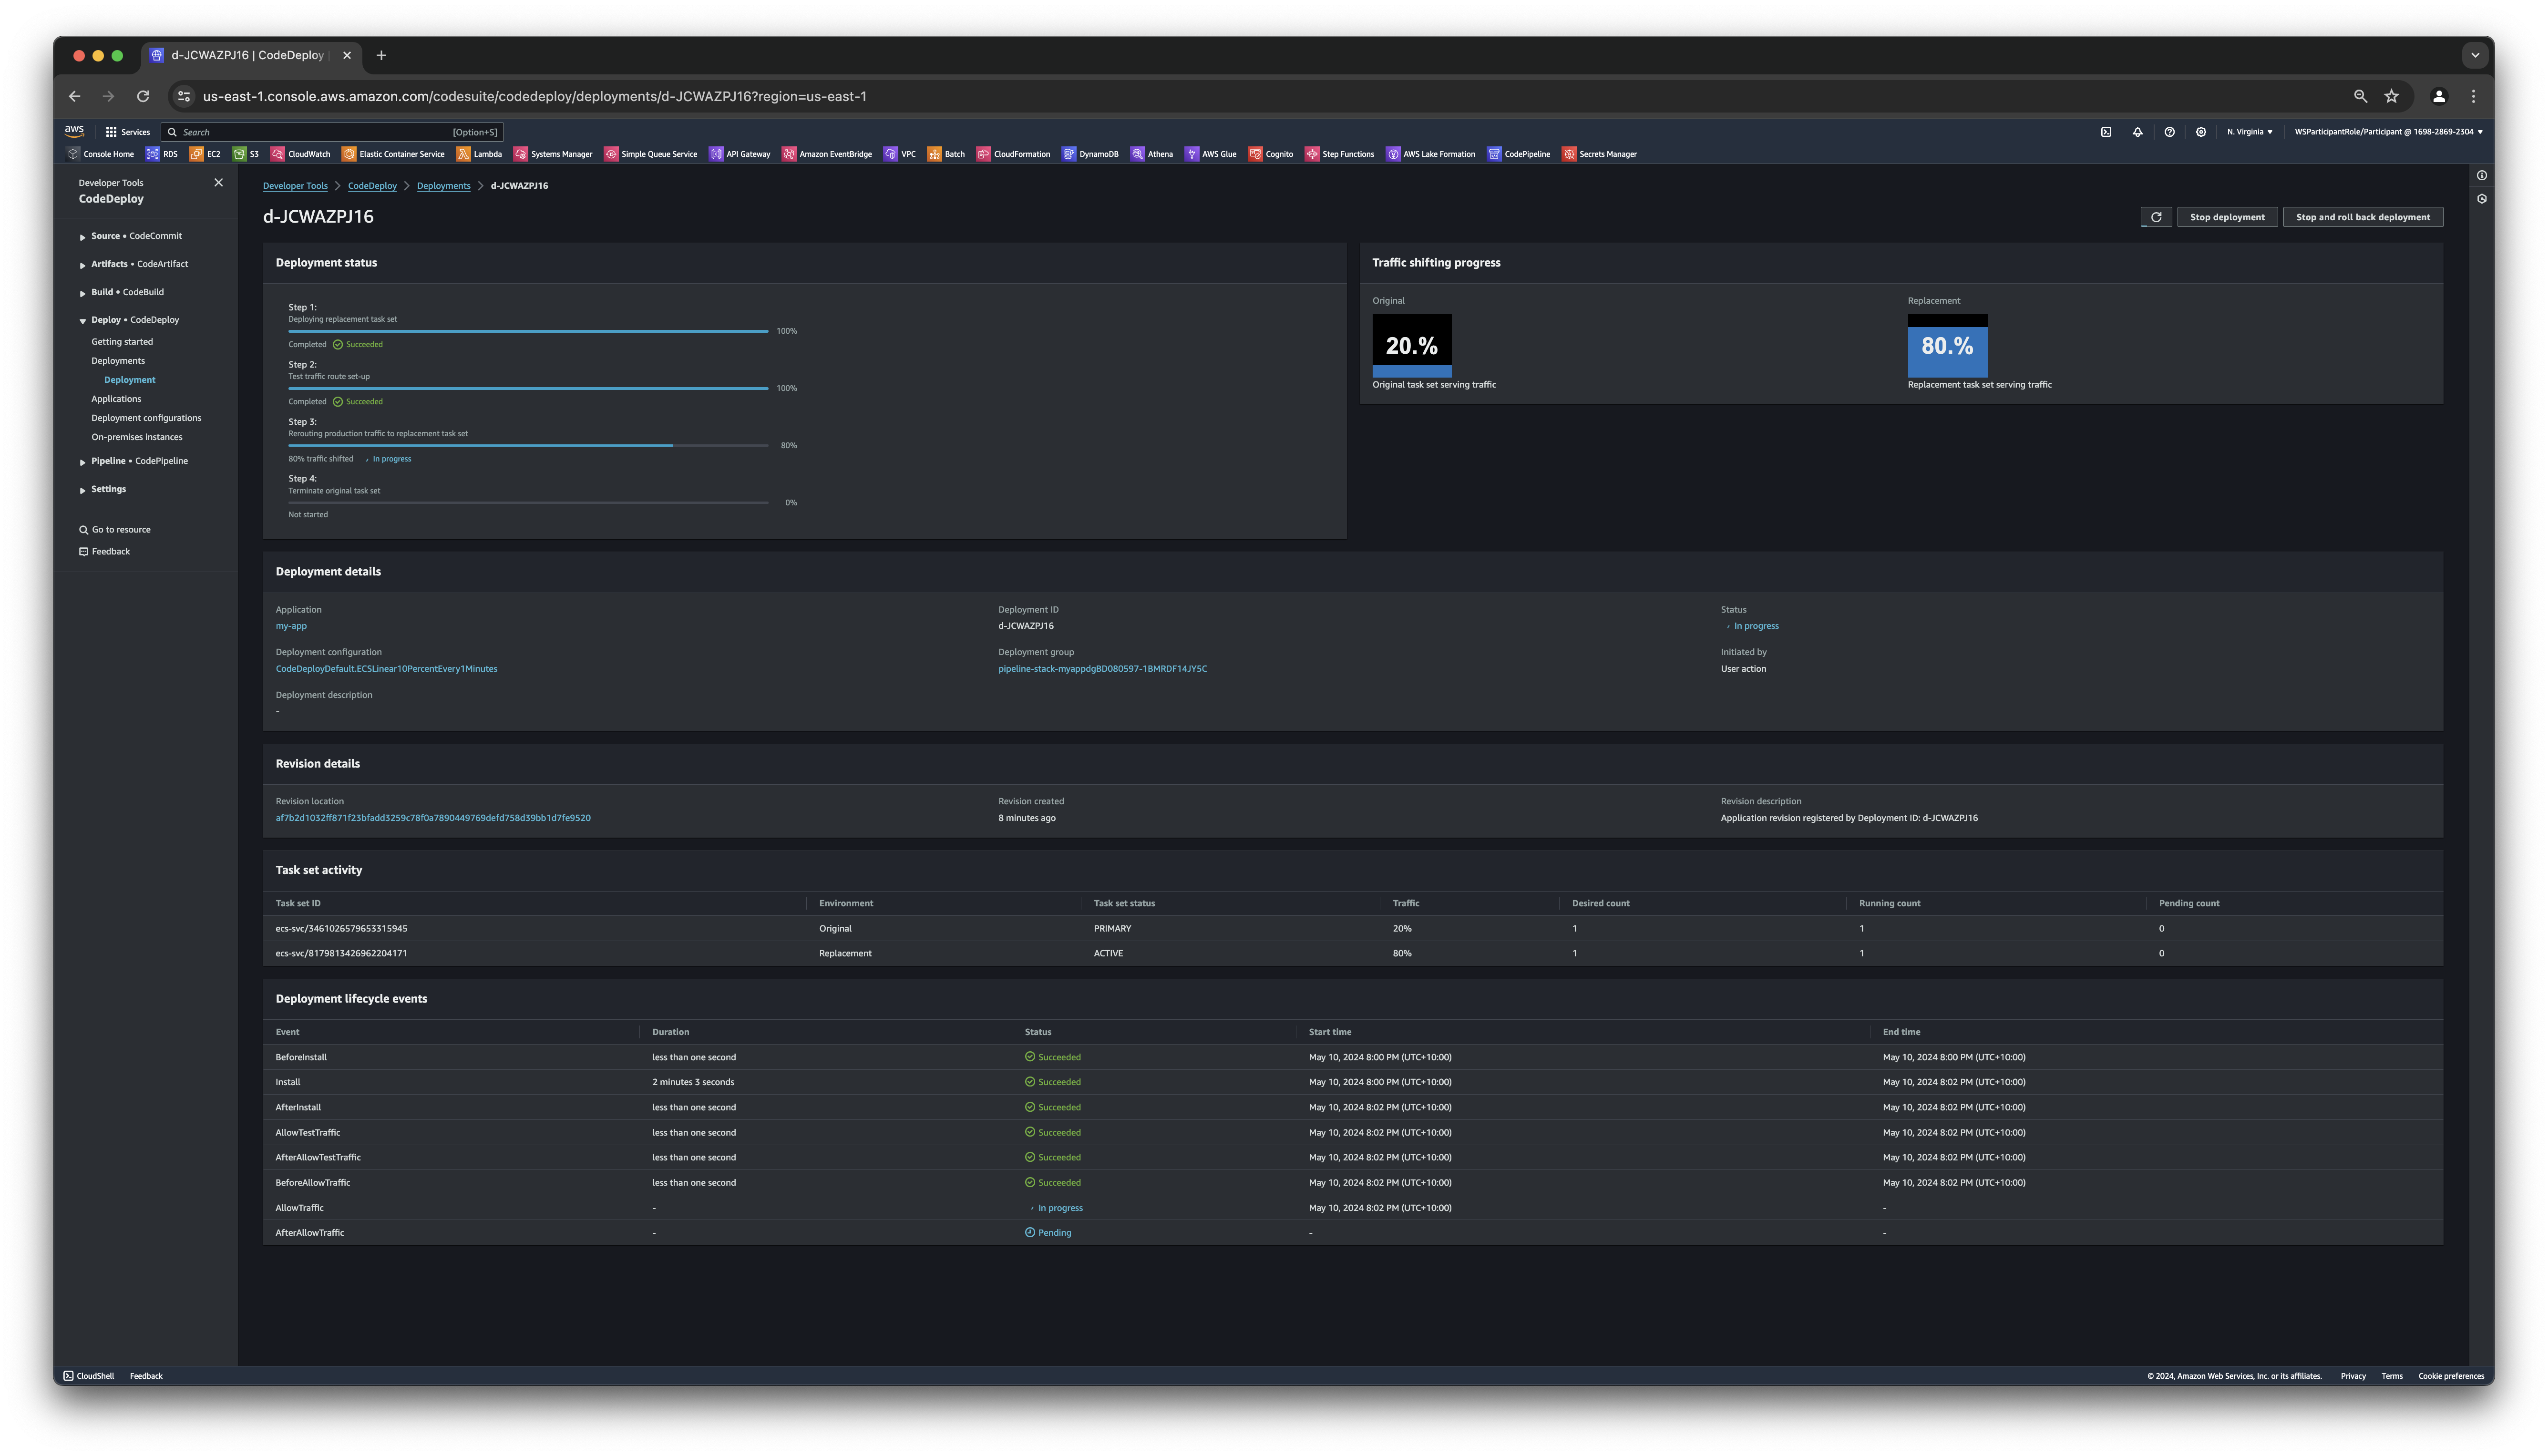 d-JCWAZPJ16 | CodeDeploy
us-east-1.console.aws.amazon.com/codesuite/codedeploy/deployments/d-JCWAZPJ16?region=us-east-1
aws Services Search [Option+S] N. Virginia WSParticipantRole/Participant @ 1698-2869-2304
Console Home RDS EC2 S3 CloudWatch Elastic Container Service Lambda Systems Manager Simple Queue Service API Gateway Amazon EventBridge VPC Batch CloudFormation DynamoDB Athena AWS Glue Cognito Step Functions AWS Lake Formation CodePipeline Secrets Manager
Developer Tools
CodeDeploy
Source • CodeCommit
Artifacts • CodeArtifact
Build • CodeBuild
Deploy • CodeDeploy
Getting started
Deployments
Deployment
Applications
Deployment configurations
On-premises instances
Pipeline • CodePipeline
Settings
Go to resource
Feedback
Developer Tools CodeDeploy Deployments d-JCWAZPJ16
d-JCWAZPJ16
Stop deployment Stop and roll back deployment
Deployment status
Step 1:
Deploying replacement task set
100%
Completed Succeeded
Step 2:
Test traffic route set-up
100%
Completed Succeeded
Step 3:
Rerouting production traffic to replacement task set
80%
80% traffic shifted In progress
Step 4:
Terminate original task set
0%
Not started
Traffic shifting progress
Original Replacement
20.% 80.%
Original task set serving traffic Replacement task set serving traffic
Deployment details
Application Deployment ID Status
my-app d-JCWAZPJ16 In progress
Deployment configuration Deployment group Initiated by
CodeDeployDefault.ECSLinear10PercentEvery1Minutes pipeline-stack-myappdgBD080597-1BMRDF14JY5C User action
Deployment description
-
Revision details
Revision location Revision created Revision description
af7b2d1032ff871f23bfadd3259c78f0a7890449769defd758d39bb1d7fe9520 8 minutes ago Application revision registered by Deployment ID: d-JCWAZPJ16
Task set activity
Task set ID Environment Task set status Traffic Desired count Running count Pending count
ecs-svc/3461026579653315945 Original PRIMARY 20% 1 1 0
ecs-svc/8179813426962204171 Replacement ACTIVE 80% 1 1 0
Deployment lifecycle events
Event Duration Status Start time End time
BeforeInstall less than one second Succeeded May 10, 2024 8:00 PM (UTC+10:00) May 10, 2024 8:00 PM (UTC+10:00)
Install 2 minutes 3 seconds Succeeded May 10, 2024 8:00 PM (UTC+10:00) May 10, 2024 8:02 PM (UTC+10:00)
AfterInstall less than one second Succeeded May 10, 2024 8:02 PM (UTC+10:00) May 10, 2024 8:02 PM (UTC+10:00)
AllowTestTraffic less than one second Succeeded May 10, 2024 8:02 PM (UTC+10:00) May 10, 2024 8:02 PM (UTC+10:00)
AfterAllowTestTraffic less than one second Succeeded May 10, 2024 8:02 PM (UTC+10:00) May 10, 2024 8:02 PM (UTC+10:00)
BeforeAllowTraffic less than one second Succeeded May 10, 2024 8:02 PM (UTC+10:00) May 10, 2024 8:02 PM (UTC+10:00)
AllowTraffic - In progress May 10, 2024 8:02 PM (UTC+10:00) -
AfterAllowTraffic - Pending - -
CloudShell Feedback © 2024, Amazon Web Services, Inc. or its affiliates. Privacy Terms Cookie preferences